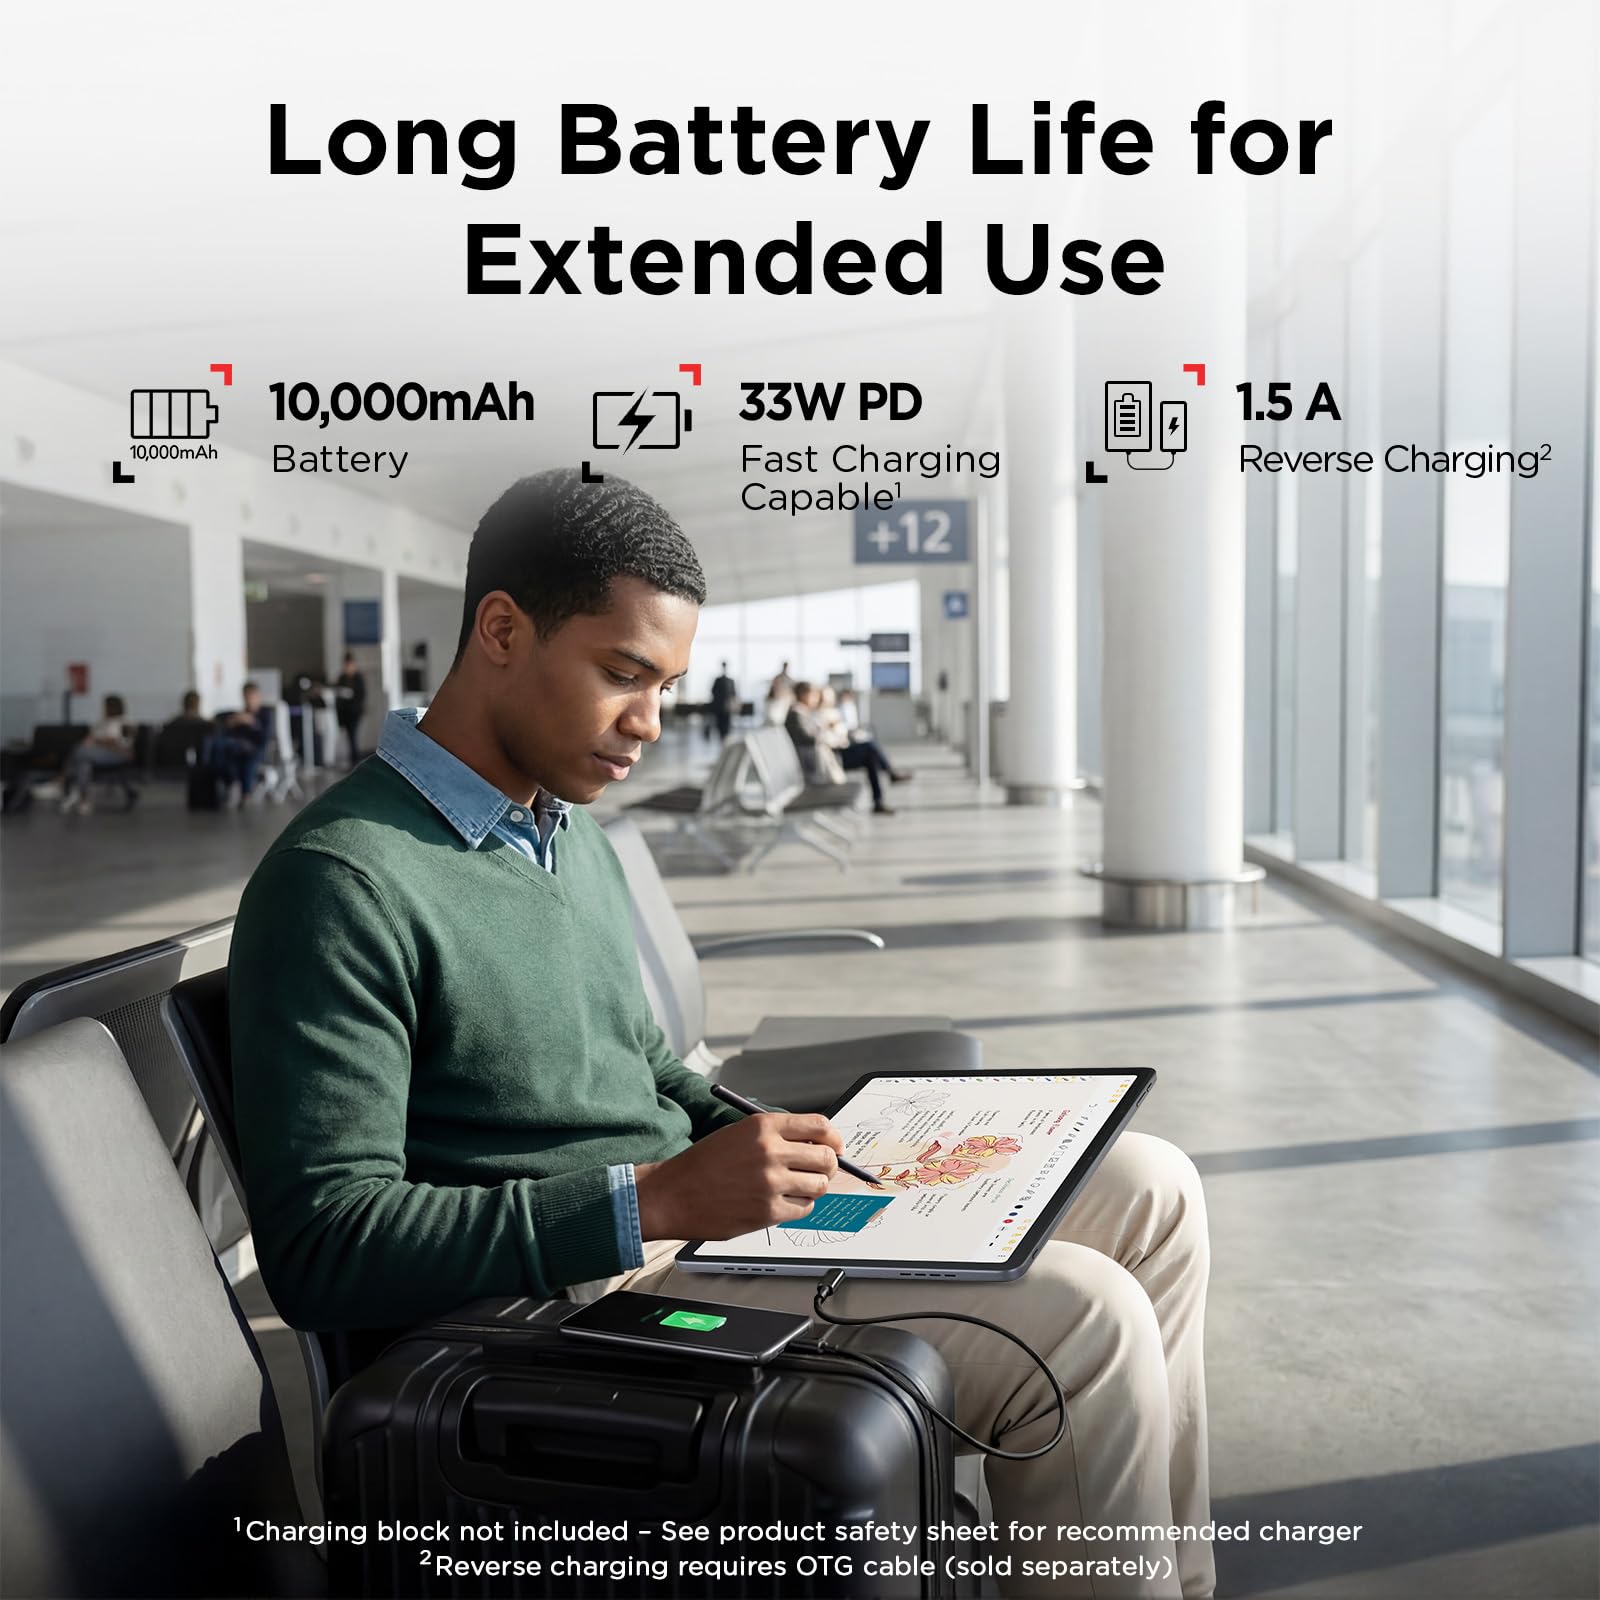 Long Battery Life for
Extended Use
10,000mAh
10,000mAh
Battery
33W PD
Fast Charging
Capable¹
1.5 A
Reverse Charging²
+12
¹Charging block not included – See product safety sheet for recommended charger
²Reverse charging requires OTG cable (sold separately)